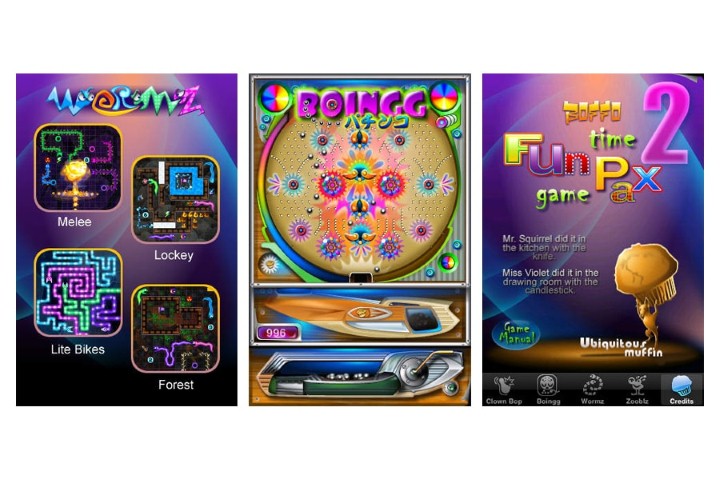 WORMZ
Melee
Lockey
Lite Bikes
Forest
BOINGG
パチンコ
996
BOFFO
time
2
Fun
Pax
game
Mr. Squirrel did it in
the kitchen with the
knife.
Miss Violet did it in the
drawing room with the
candlestick.
Game
Manual
Ubiquitous
muffin
Clown Bop
Boingg
Wormz
Zooblz
Credits